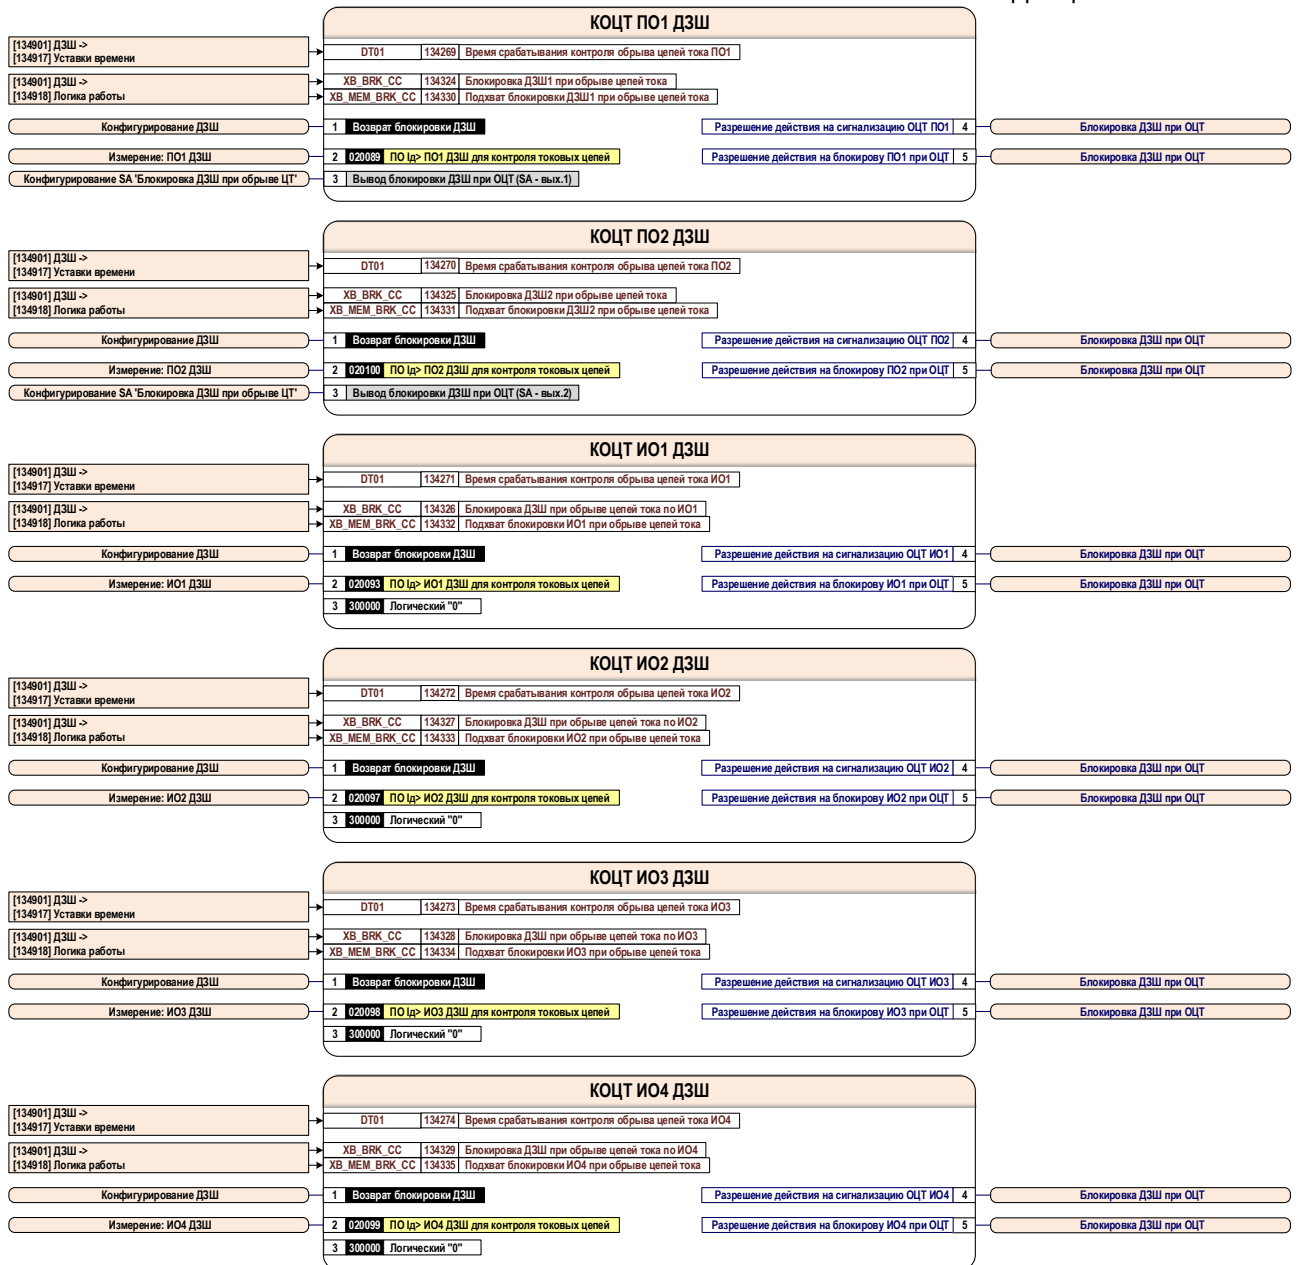 КОЦТ ПО1 ДЗШ
[134901] ДЗШ ->
[134917] Уставки времени
DT01 134269 Время срабатывания контроля обрыва цепей тока ПО1
[134901] ДЗШ ->
[134918] Логика работы
XB_BRK_CC 134324 Блокировка ДЗШ1 при обрыве цепей тока
XB_MEM_BRK_CC 134330 Подхват блокировки ДЗШ1 при обрыве цепей тока
Конфигурирование ДЗШ 1 Возврат блокировки ДЗШ Разрешение действия на сигнализацию ОЦТ ПО1 4 Блокировка ДЗШ при ОЦТ
Измерение: ПО1 ДЗШ 2 020089 ПО Iд> ПО1 ДЗШ для контроля токовых цепей Разрешение действия на блокирову ПО1 при ОЦТ 5 Блокировка ДЗШ при ОЦТ
Конфигурирование SA 'Блокировка ДЗШ при обрыве ЦТ' 3 Вывод блокировки ДЗШ при ОЦТ (SA - вых.1)
КОЦТ ПО2 ДЗШ
[134901] ДЗШ ->
[134917] Уставки времени
DT01 134270 Время срабатывания контроля обрыва цепей тока ПО2
[134901] ДЗШ ->
[134918] Логика работы
XB_BRK_CC 134325 Блокировка ДЗШ2 при обрыве цепей тока
XB_MEM_BRK_CC 134331 Подхват блокировки ДЗШ2 при обрыве цепей тока
Конфигурирование ДЗШ 1 Возврат блокировки ДЗШ Разрешение действия на сигнализацию ОЦТ ПО2 4 Блокировка ДЗШ при ОЦТ
Измерение: ПО2 ДЗШ 2 020100 ПО Iд> ПО2 ДЗШ для контроля токовых цепей Разрешение действия на блокирову ПО2 при ОЦТ 5 Блокировка ДЗШ при ОЦТ
Конфигурирование SA 'Блокировка ДЗШ при обрыве ЦТ' 3 Вывод блокировки ДЗШ при ОЦТ (SA - вых.2)
КОЦТ ИО1 ДЗШ
[134901] ДЗШ ->
[134917] Уставки времени
DT01 134271 Время срабатывания контроля обрыва цепей тока ИО1
[134901] ДЗШ ->
[134918] Логика работы
XB_BRK_CC 134326 Блокировка ДЗШ при обрыве цепей тока по ИО1
XB_MEM_BRK_CC 134332 Подхват блокировки ИО1 при обрыве цепей тока
Конфигурирование ДЗШ 1 Возврат блокировки ДЗШ Разрешение действия на сигнализацию ОЦТ ИО1 4 Блокировка ДЗШ при ОЦТ
Измерение: ИО1 ДЗШ 2 020093 ПО Iд> ИО1 ДЗШ для контроля токовых цепей Разрешение действия на блокирову ИО1 при ОЦТ 5 Блокировка ДЗШ при ОЦТ
3 300000 Логический "0"
КОЦТ ИО2 ДЗШ
[134901] ДЗШ ->
[134917] Уставки времени
DT01 134272 Время срабатывания контроля обрыва цепей тока ИО2
[134901] ДЗШ ->
[134918] Логика работы
XB_BRK_CC 134327 Блокировка ДЗШ при обрыве цепей тока по ИО2
XB_MEM_BRK_CC 134333 Подхват блокировки ИО2 при обрыве цепей тока
Конфигурирование ДЗШ 1 Возврат блокировки ДЗШ Разрешение действия на сигнализацию ОЦТ ИО2 4 Блокировка ДЗШ при ОЦТ
Измерение: ИО2 ДЗШ 2 020097 ПО Iд> ИО2 ДЗШ для контроля токовых цепей Разрешение действия на блокирову ИО2 при ОЦТ 5 Блокировка ДЗШ при ОЦТ
3 300000 Логический "0"
КОЦТ ИО3 ДЗШ
[134901] ДЗШ ->
[134917] Уставки времени
DT01 134273 Время срабатывания контроля обрыва цепей тока ИО3
[134901] ДЗШ ->
[134918] Логика работы
XB_BRK_CC 134328 Блокировка ДЗШ при обрыве цепей тока по ИО3
XB_MEM_BRK_CC 134334 Подхват блокировки ИО3 при обрыве цепей тока
Конфигурирование ДЗШ 1 Возврат блокировки ДЗШ Разрешение действия на сигнализацию ОЦТ ИО3 4 Блокировка ДЗШ при ОЦТ
Измерение: ИО3 ДЗШ 2 020098 ПО Iд> ИО3 ДЗШ для контроля токовых цепей Разрешение действия на блокирову ИО3 при ОЦТ 5 Блокировка ДЗШ при ОЦТ
3 300000 Логический "0"
КОЦТ ИО4 ДЗШ
[134901] ДЗШ ->
[134917] Уставки времени
DT01 134274 Время срабатывания контроля обрыва цепей тока ИО4
[134901] ДЗШ ->
[134918] Логика работы
XB_BRK_CC 134329 Блокировка ДЗШ при обрыве цепей тока по ИО4
XB_MEM_BRK_CC 134335 Подхват блокировки ИО4 при обрыве цепей тока
Конфигурирование ДЗШ 1 Возврат блокировки ДЗШ Разрешение действия на сигнализацию ОЦТ ИО4 4 Блокировка ДЗШ при ОЦТ
Измерение: ИО4 ДЗШ 2 020099 ПО Iд> ИО4 ДЗШ для контроля токовых цепей Разрешение действия на блокирову ИО4 при ОЦТ 5 Блокировка ДЗШ при ОЦТ
3 300000 Логический "0"